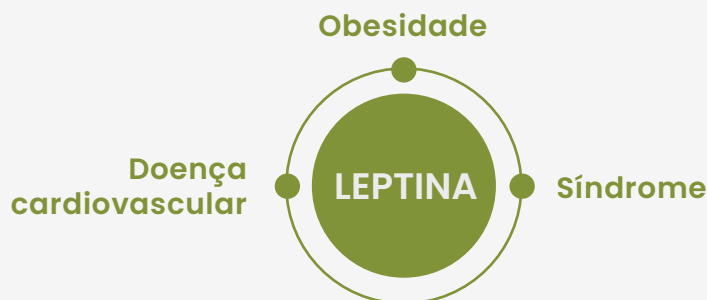 Obesidade
Doença
cardiovascular
LEPTINA
Síndrome